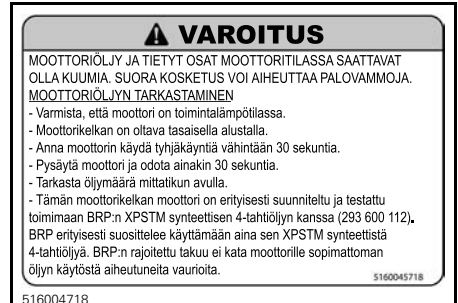 VAROITUS
MOOTTORIÖLJY JA TIETYT OSAT MOOTTORITILASSA SAATTAVAT
OLLA KUUMIA. SUORA KOSKETUS VOI AIHEUTTAA PALOVAMMOJA.
MOOTTORIÖLJYN TARKASTAMINEN
- Varmista, että moottori on toimintalämpötilassa.
- Moottorikelkan on oltava tasaisella alustalla.
- Anna moottorin käydä tyhjäkäyntiä vähintään 30 sekuntia.
- Pysäytä moottori ja odota ainakin 30 sekuntia.
- Tarkasta öljymäärä mittatikun avulla.
- Tämän moottorikelkan moottori on erityisesti suunniteltu ja testattu
toimimaan BRP:n XPSTM synteettisen 4-tahtiöljyn kanssa (293 600 112).
BRP erityisesti suosittelee käyttämään aina sen XPSTM synteettistä
4-tahtiöljyä. BRP:n rajoitettu takuu ei kata moottorille sopimattoman
öljyn käytöstä aiheutuneita vaurioita.
5160045718
516004718